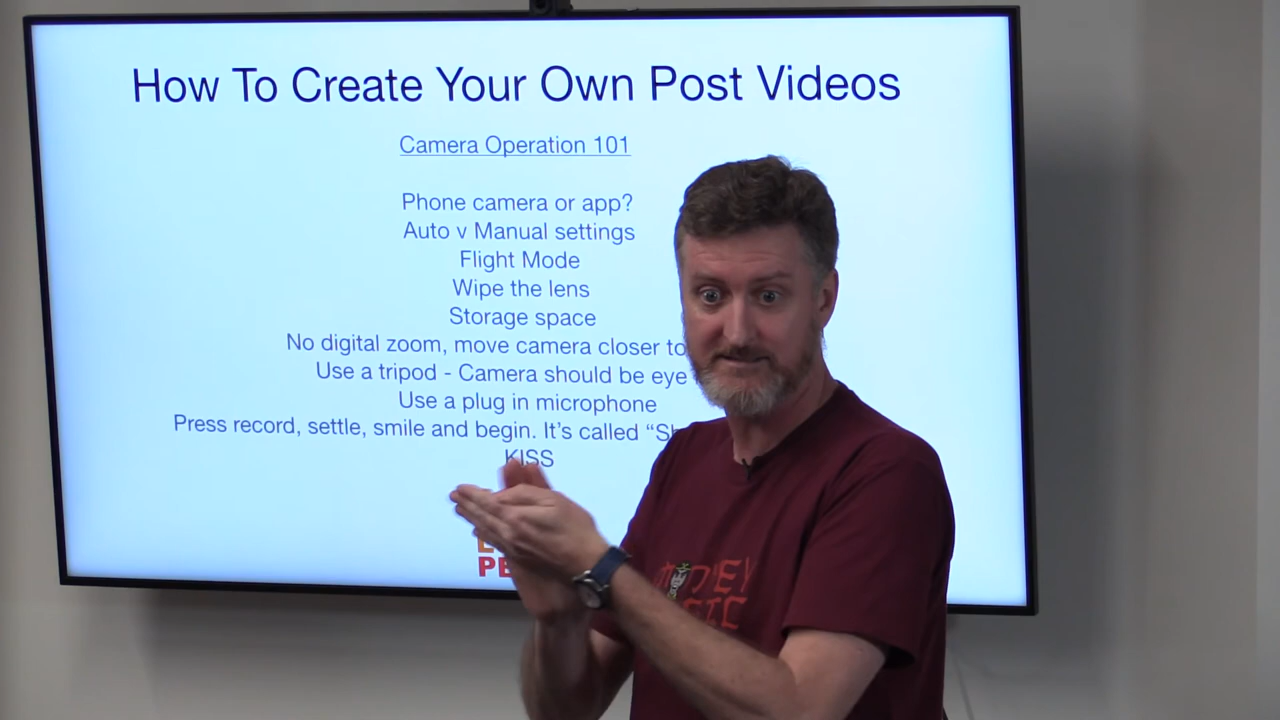 How To Create Your Own Post Videos
Camera Operation 101
Phone camera or app?
Auto v Manual settings
Flight Mode
Wipe the lens
Storage space
No digital zoom, move camera closer to
Use a tripod - Camera should be eye
Use a plug in microphone
Press record, settle, smile and begin. It's called “
KISS